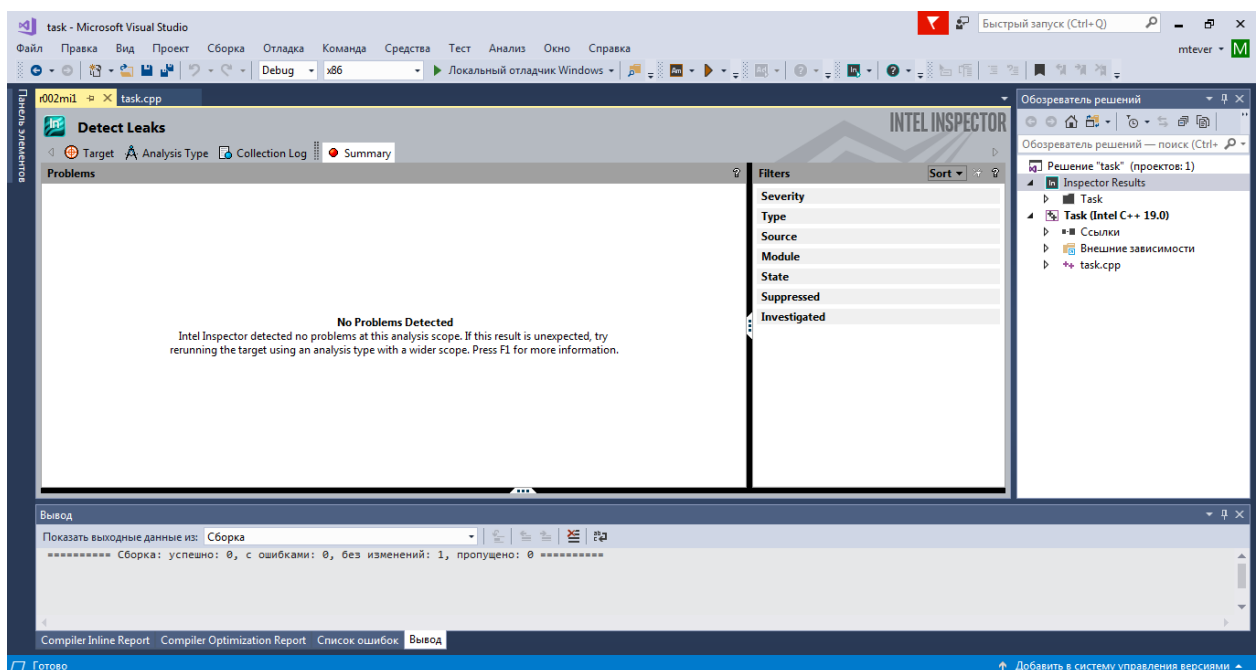 task - Microsoft Visual Studio
Быстрый запуск (Ctrl+Q)
Файл Правка Вид Проект Сборка Отладка Команда Средства Тест Анализ Окно Справка
mtever M
Debug x86 Локальный отладчик Windows
Панель элементов
r002mi1 task.cpp
Detect Leaks
INTEL INSPECTOR
Target Analysis Type Collection Log Summary
Problems
No Problems Detected
Intel Inspector detected no problems at this analysis scope. If this result is unexpected, try
rerunning the target using an analysis type with a wider scope. Press F1 for more information.
Filters Sort
Severity
Type
Source
Module
State
Suppressed
Investigated
Обозреватель решений
Обозреватель решений — поиск (Ctrl+
Решение "task" (проектов: 1)
Inspector Results
Task
Task (Intel C++ 19.0)
Ссылки
Внешние зависимости
task.cpp
Вывод
Показать выходные данные из: Сборка
========== Сборка: успешно: 0, с ошибками: 0, без изменений: 1, пропущено: 0 ==========
Compiler Inline Report Compiler Optimization Report Список ошибок Вывод
Готово
Добавить в систему управления версиями